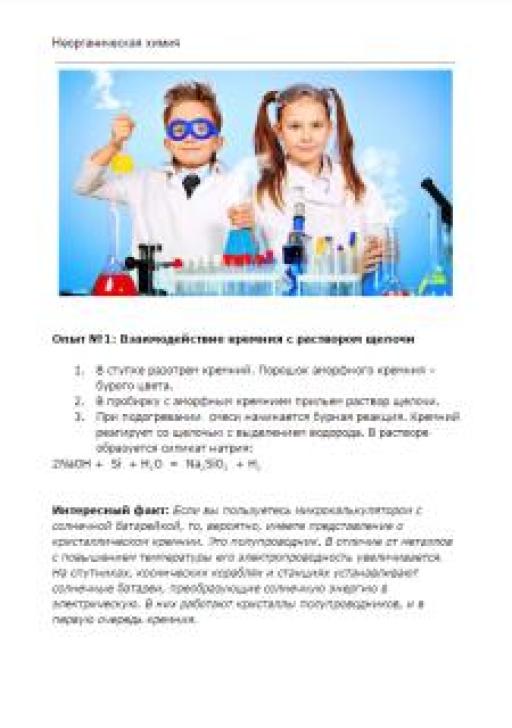 Неорганическая химия
Опыт №1: Взаимодействие кремния с раствором щелочи
1. В ступке разотрем кремний. Порошок аморфного кремния –
бурого цвета.
2. В пробирку с аморфным кремнием прильем раствор щелочи.
3. При подогревании смеси начинается бурная реакция. Кремний
реагирует со щелочью с выделением водорода. В растворе
образуется силикат натрия:
2NaOH + Si + H₂O = Na₂SiO₃ + H₂
Интересный факт: Если вы пользуетесь микрокалькулятором с
солнечной батарейкой, то, вероятно, имеете представление о
кристаллическом кремнии. Это полупроводник. В отличие от металлов
с повышением температуры его электропроводность увеличивается.
На спутниках, космических кораблях и станциях устанавливают
солнечные батареи, преобразующие солнечную энергию в
электрическую. В них работают кристаллы полупроводников, и в
первую очередь кремния.